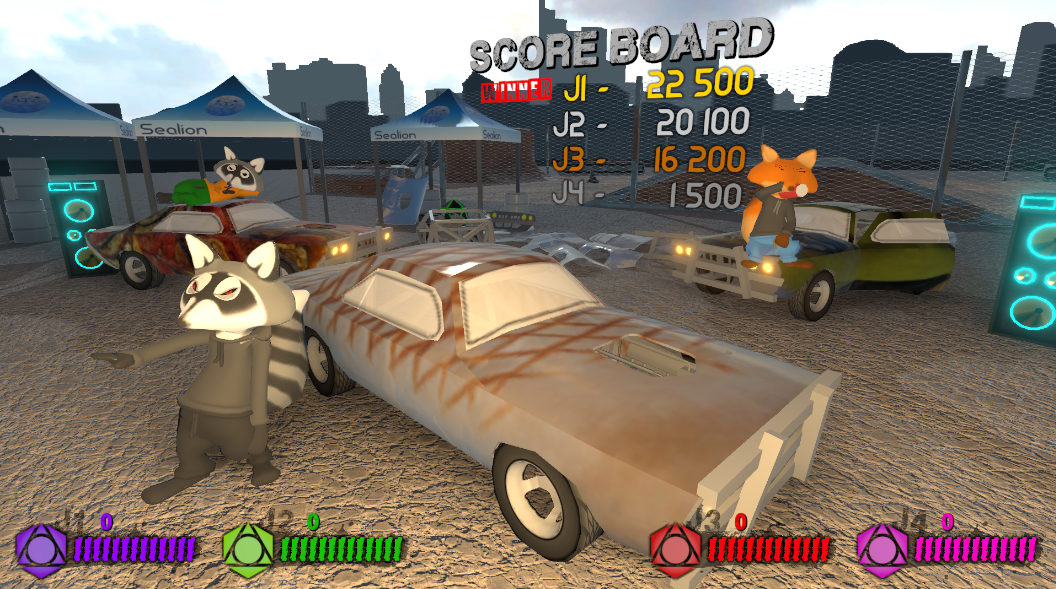 SCORE BOARD
WINNER J1 - 22 500
J2 - 20 100
J3 - 16 200
J4 - 1 500
Sealion
Sealion
Sealion
Sealion
J1 0
J2 0
J3 0
J4 0